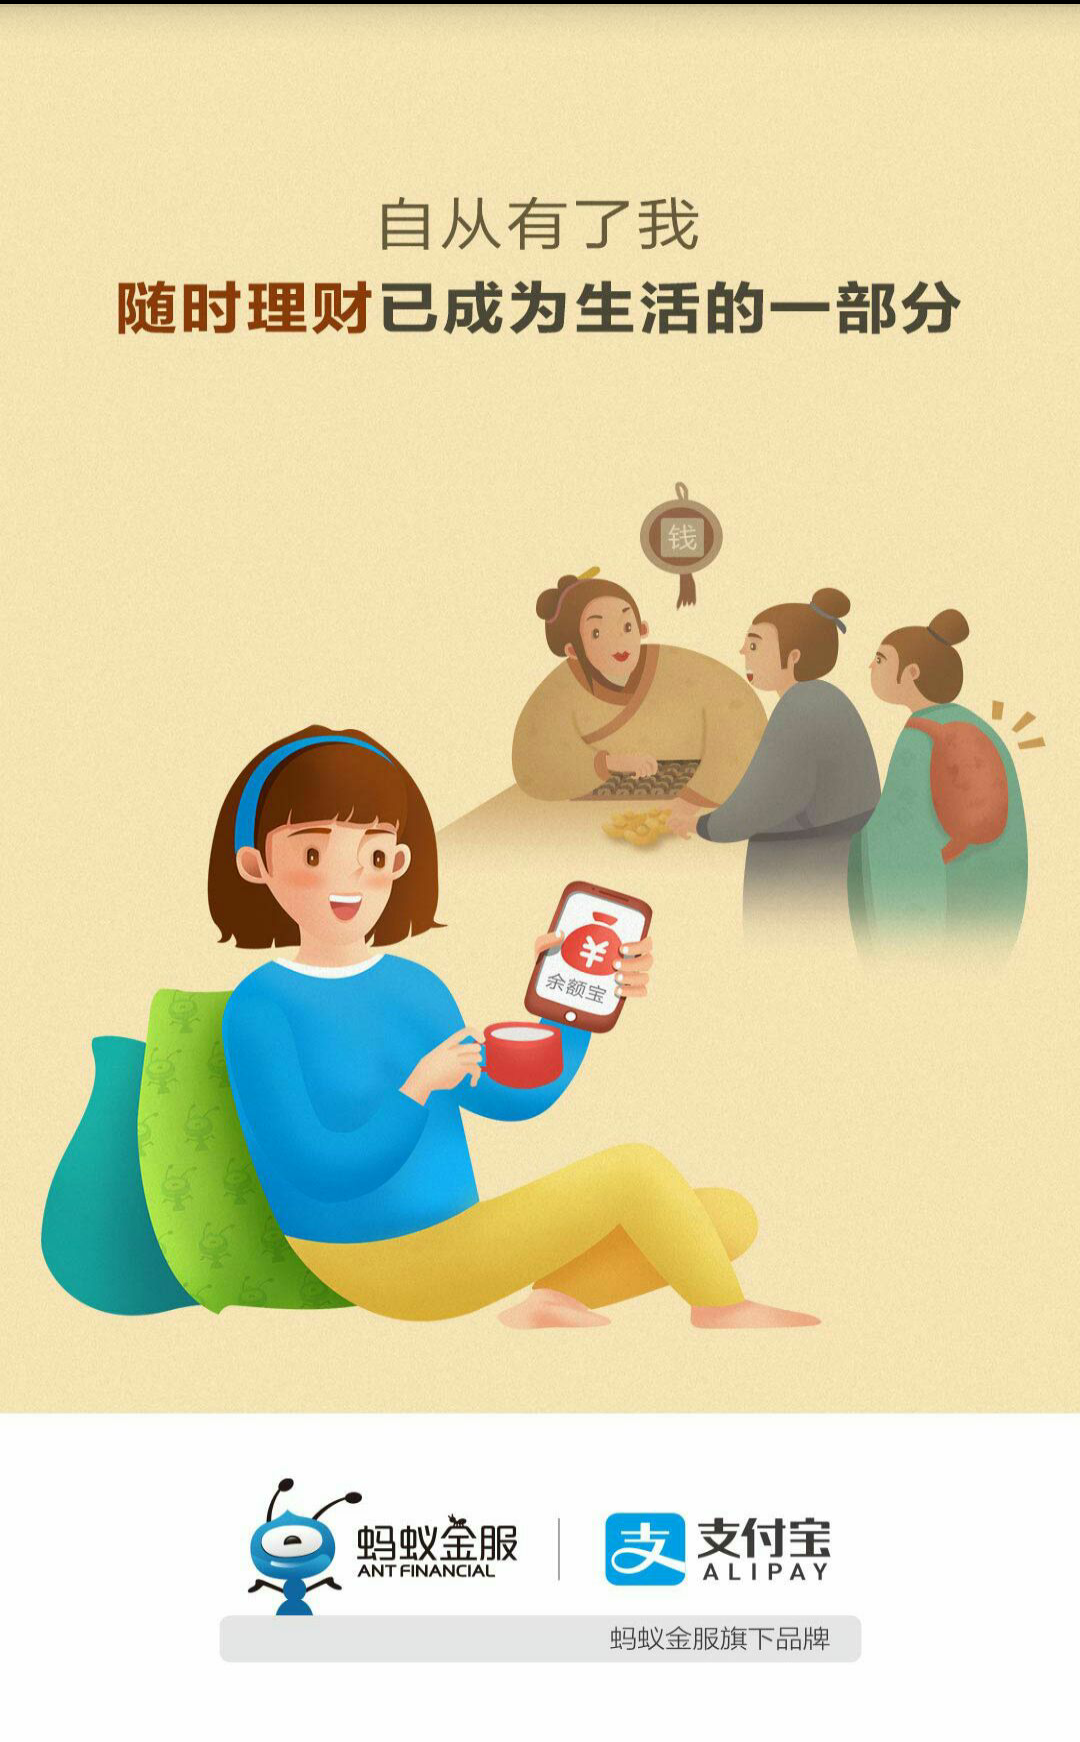 自从有了我
随时理财已成为生活的一部分
钱
¥
余额宝
蚂蚁金服
ANT FINANCIAL
支 支付宝
ALIPAY
蚂蚁金服旗下品牌